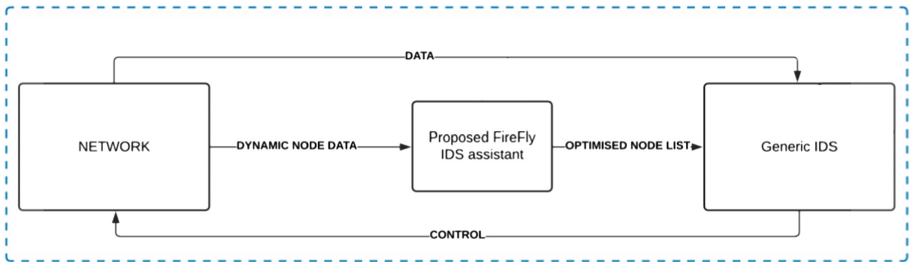 DATA
NETWORK
DYNAMIC NODE DATA
Proposed FireFly
IDS assistant
OPTIMISED NODE LIST
Generic IDS
CONTROL